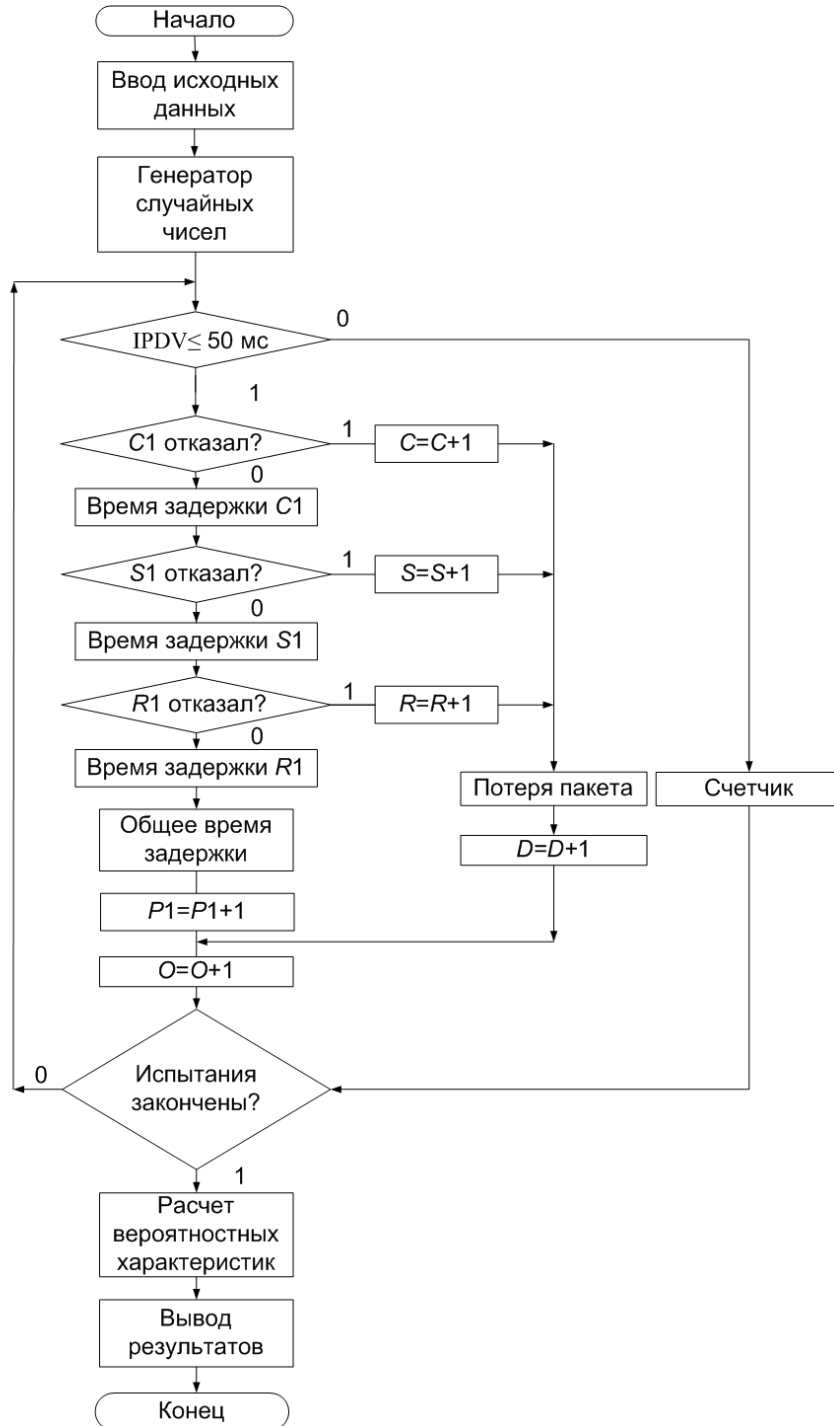 Начало
Ввод исходных
данных
Генератор
случайных
чисел
0
IPDV≤ 50 мс
1
C1 отказал?
1
C=C+1
0
Время задержки C1
S1 отказал?
1
S=S+1
0
Время задержки S1
R1 отказал?
1
R=R+1
0
Время задержки R1
Потеря пакета
Счетчик
Общее время
задержки
D=D+1
P1=P1+1
O=O+1
0
Испытания
закончены?
1
Расчет
вероятностных
характеристик
Вывод
результатов
Конец